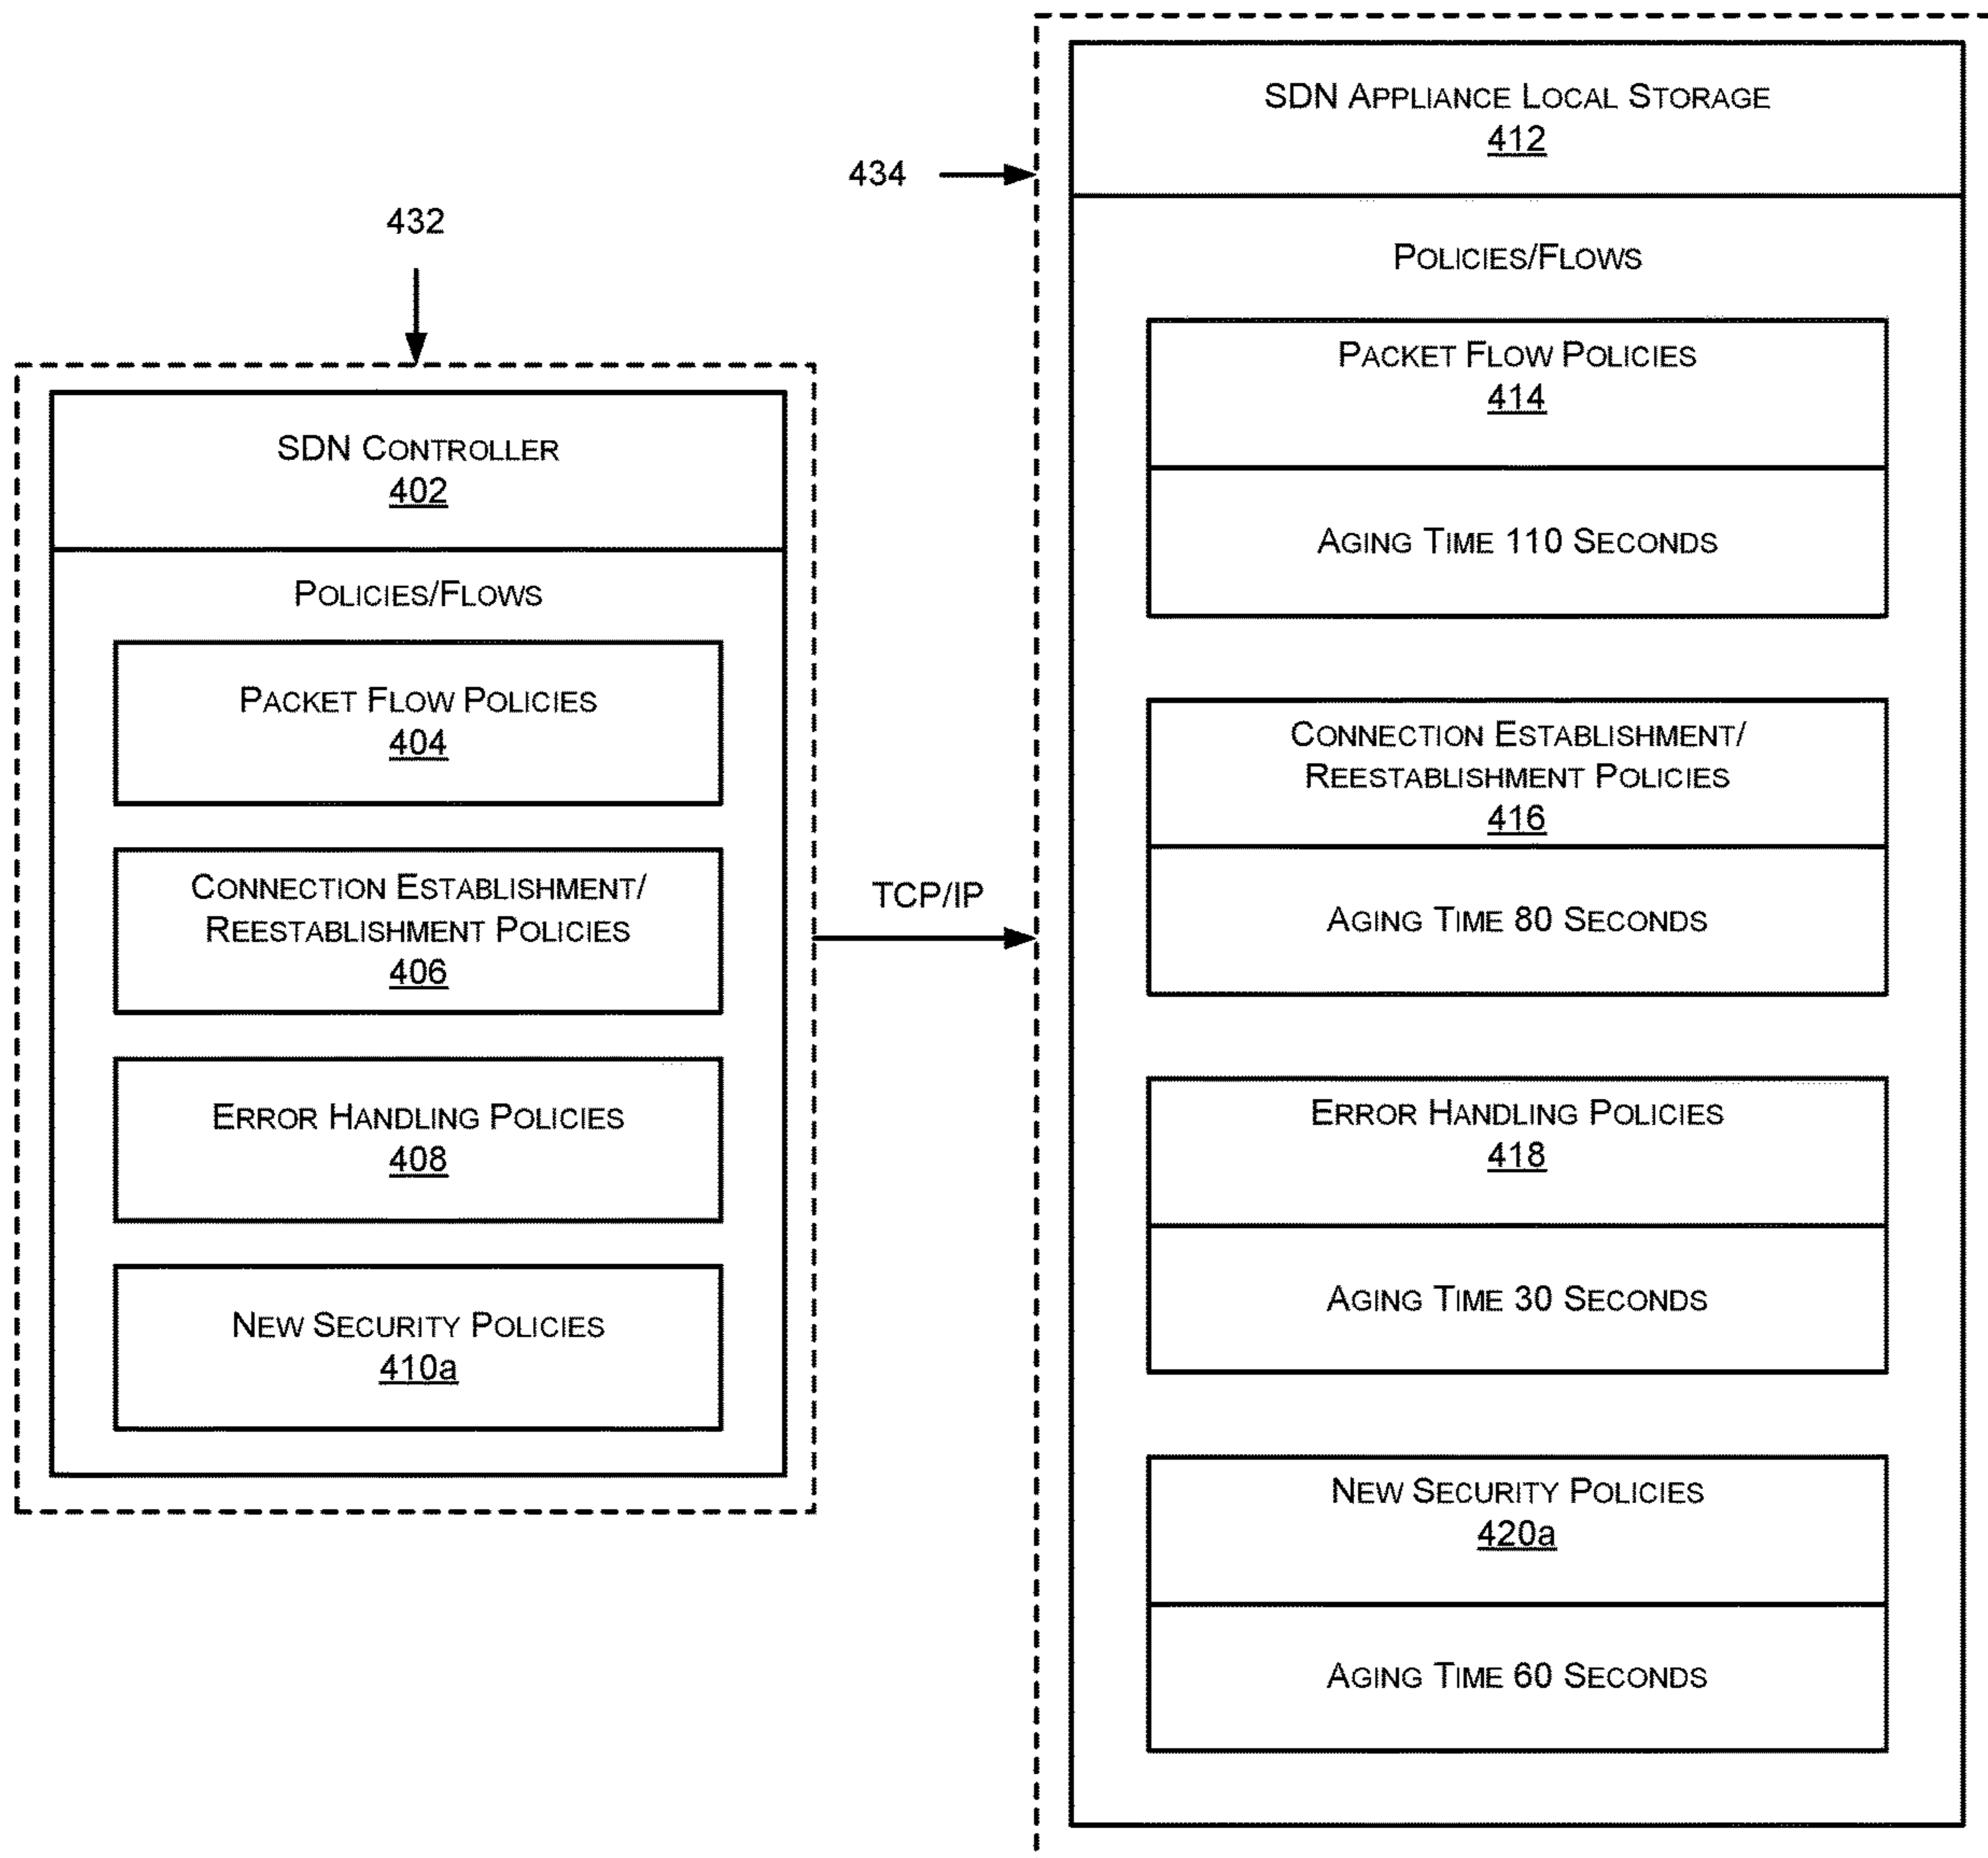 432
SDN Controller
402
Policies/Flows
Packet Flow Policies
404
Connection Establishment/
Reestablishment Policies
406
Error Handling Policies
408
New Security Policies
410a
TCP/IP
434
SDN Appliance Local Storage
412
Policies/Flows
Packet Flow Policies
414
Aging Time 110 Seconds
Connection Establishment/
Reestablishment Policies
416
Aging Time 80 Seconds
Error Handling Policies
418
Aging Time 30 Seconds
New Security Policies
420a
Aging Time 60 Seconds